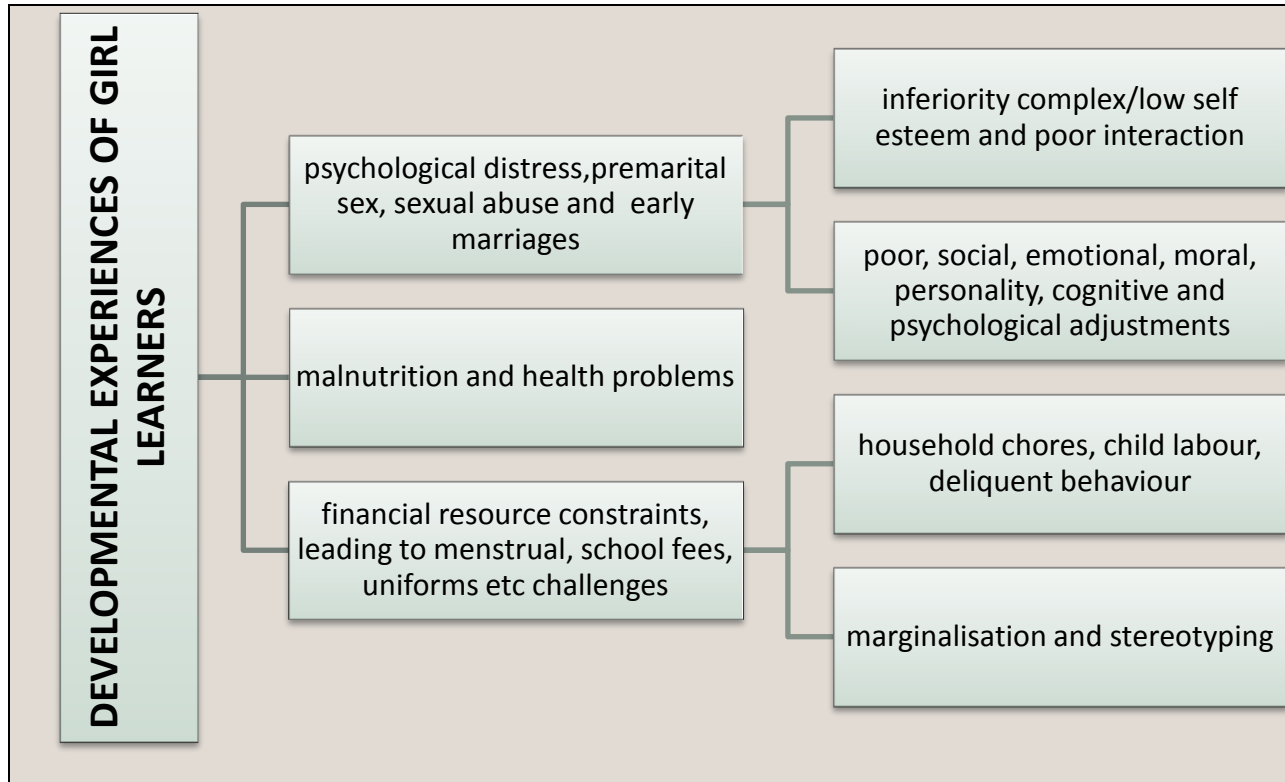 DEVELOPMENTAL EXPERIENCES OF GIRL
LEARNERS
psychological distress,premarital
sex, sexual abuse and early
marriages
inferiority complex/low self
esteem and poor interaction
poor, social, emotional, moral,
personality, cognitive and
psychological adjustments
malnutrition and health problems
financial resource constraints,
leading to menstrual, school fees,
uniforms etc challenges
household chores, child labour,
deliquent behaviour
marginalisation and stereotyping